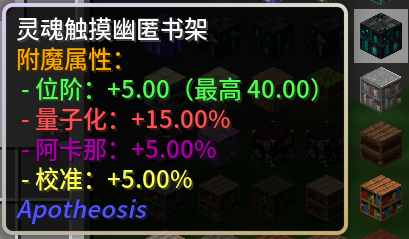 灵魂触摸幽匿书架
附魔属性：
- 位阶：+5.00（最高 40.00）
- 量子化：+15.00%
- 阿卡那：+5.00%
- 校准：+5.00%
Apotheosis